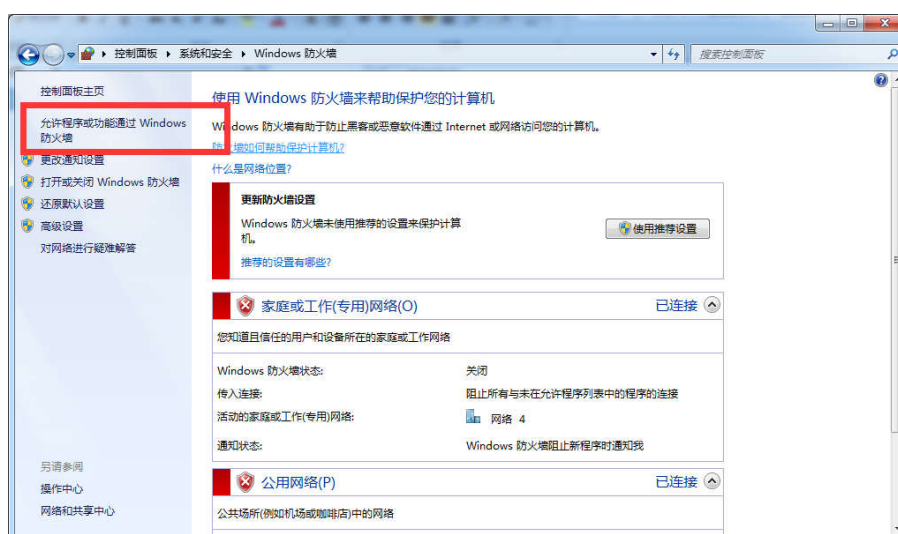 控制面板 系统和安全 Windows 防火墙
搜索控制面板
控制面板主页
允许程序或功能通过 Windows
防火墙
更改通知设置
打开或关闭 Windows 防火墙
还原默认设置
高级设置
对网络进行疑难解答
另请参阅
操作中心
网络和共享中心
使用 Windows 防火墙来帮助保护您的计算机
Windows 防火墙有助于防止黑客或恶意软件通过 Internet 或网络访问您的计算机。
防火墙如何帮助保护计算机?
什么是网络位置?
更新防火墙设置
Windows 防火墙未使用推荐的设置来保护计算
机。
使用推荐设置
推荐的设置有哪些?
家庭或工作(专用)网络(O) 已连接
您知道且信任的用户和设备所在的家庭或工作网络
Windows 防火墙状态: 关闭
传入连接: 阻止所有与未在允许程序列表中的程序的连接
活动的家庭或工作(专用)网络: 网络 4
通知状态: Windows 防火墙阻止新程序时通知我
公用网络(P) 已连接
公共场所(例如机场或咖啡店)中的网络